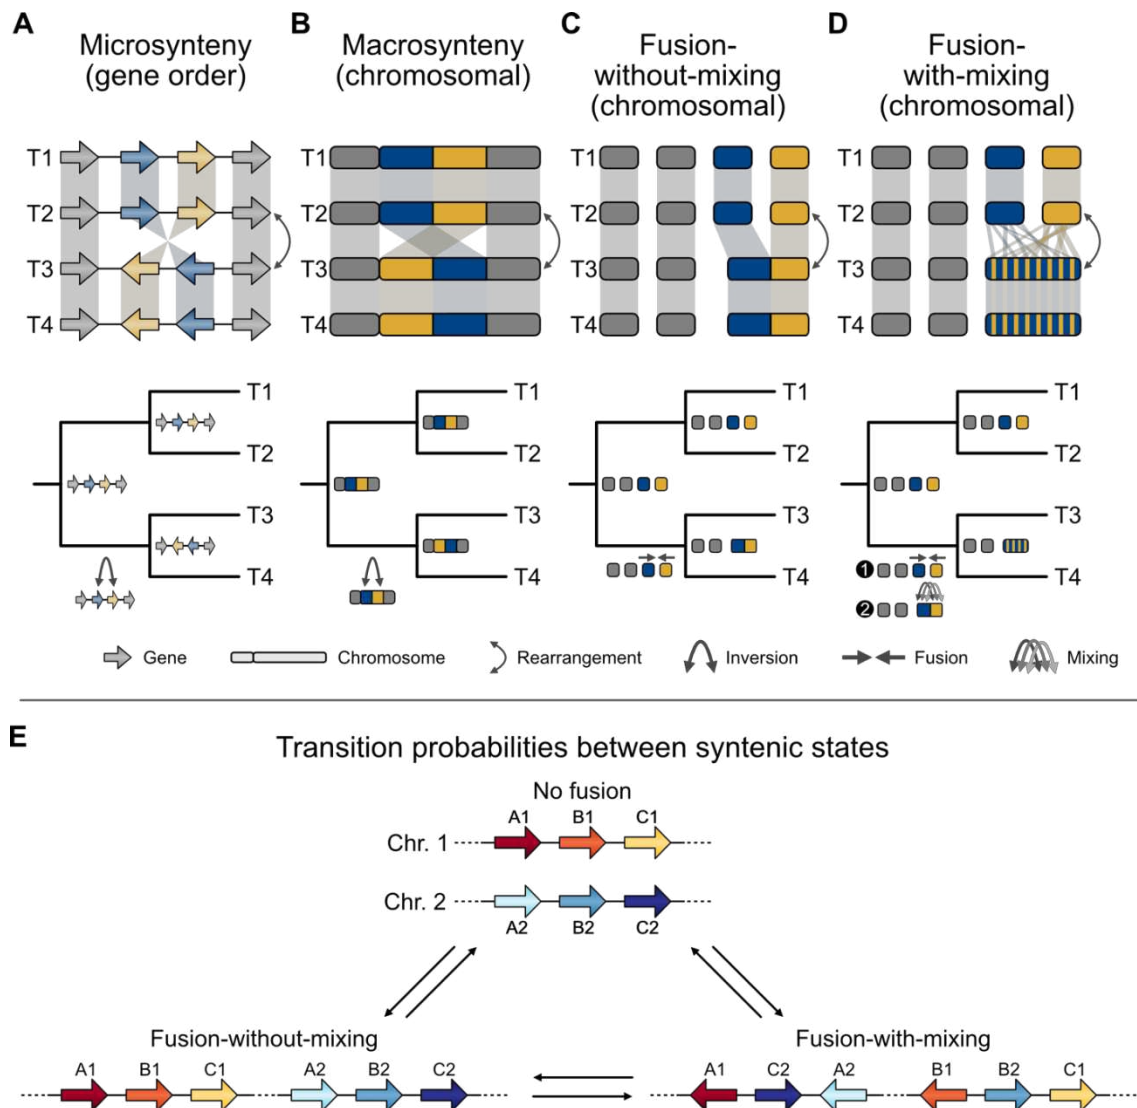 A
Microsynteny
(gene order)
T1
T2
T3
T4
T1
T2
T3
T4
B
Macrosynteny
(chromosomal)
T1
T2
T3
T4
T1
T2
T3
T4
C
Fusion-
without-mixing
(chromosomal)
T1
T2
T3
T4
T1
T2
T3
T4
D
Fusion-
with-mixing
(chromosomal)
T1
T2
T3
T4
T1
T2
T3
T4
1
2
Gene
Chromosome
Rearrangement
Inversion
Fusion
Mixing
E
Transition probabilities between syntenic states
No fusion
A1 B1 C1
Chr. 1
Chr. 2
A2 B2 C2
Fusion-without-mixing
A1 B1 C1 A2 B2 C2
Fusion-with-mixing
A1 C2 A2 B1 B2 C1